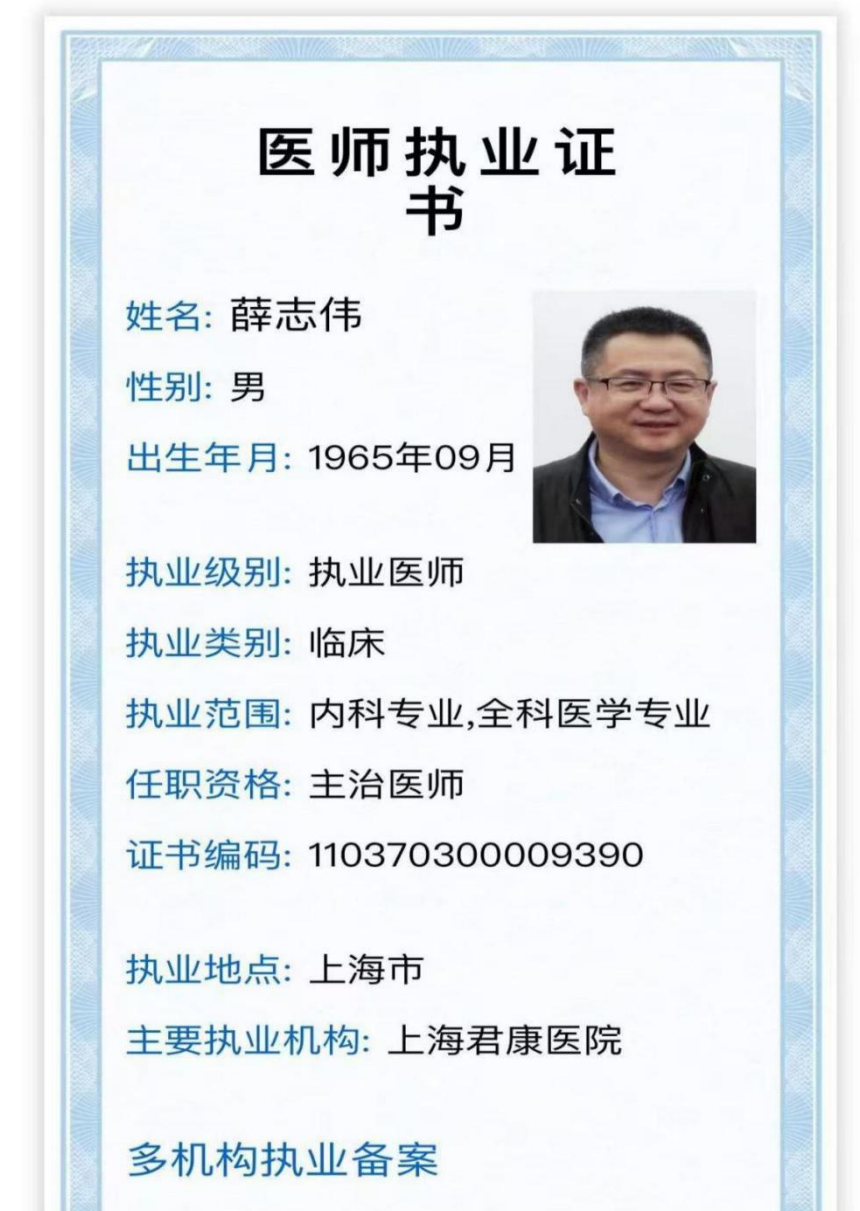 医师执业证
书
姓名: 薛志伟
性别: 男
出生年月: 1965年09月
执业级别: 执业医师
执业类别: 临床
执业范围: 内科专业,全科医学专业
任职资格: 主治医师
证书编码: 110370300009390
执业地点: 上海市
主要执业机构: 上海君康医院
多机构执业备案